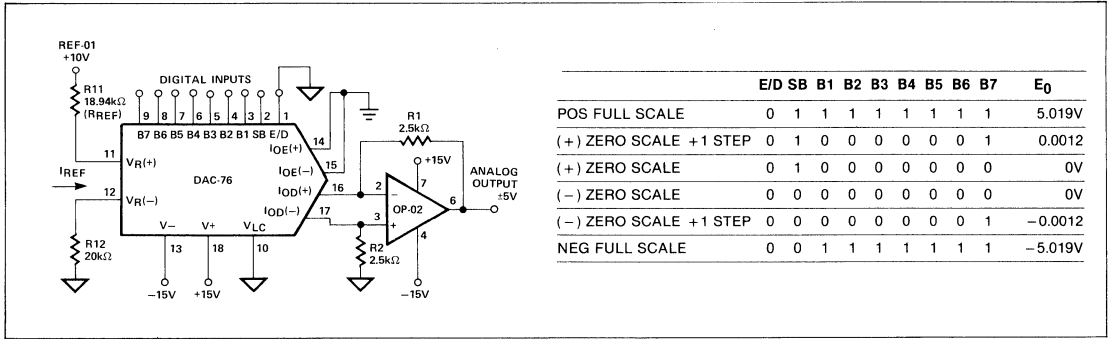 REF-01
+10V
R11
18.94kΩ
(RREF)
DIGITAL INPUTS
9 8 7 6 5 4 3 2 1
B7 B6 B5 B4 B3 B2 B1 SB E/D
14
IOE(+)
15
IOE(-)
16
IOD(+)
17
IOD(-)
11
VR(+)
IREF
12
VR(-)
DAC-76
V- V+ VLC
13 18 10
R12
20kΩ
-15V +15V
R1
2.5kΩ
+15V
7
2
-
OP-02
6
3
+
4
R2
2.5kΩ
-15V
ANALOG
OUTPUT
±5V
E/D SB B1 B2 B3 B4 B5 B6 B7 E0
POS FULL SCALE 0 1 1 1 1 1 1 1 1 5.019V
(+) ZERO SCALE +1 STEP 0 1 0 0 0 0 0 0 1 0.0012
(+) ZERO SCALE 0 1 0 0 0 0 0 0 0 0V
(-) ZERO SCALE 0 0 0 0 0 0 0 0 0 0V
(-) ZERO SCALE +1 STEP 0 0 0 0 0 0 0 0 1 -0.0012
NEG FULL SCALE 0 0 1 1 1 1 1 1 1 -5.019V